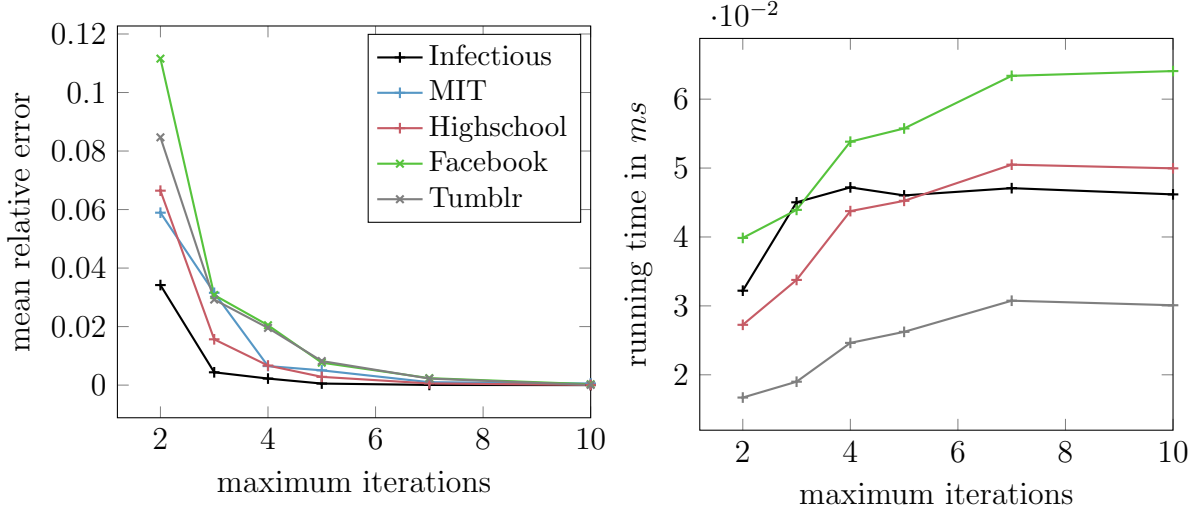 0.12
0.1
0.08
0.06
0.04
0.02
0
2
4
6
8
10
mean relative error
maximum iterations
Infectious
MIT
Highschool
Facebook
Tumblr
·10⁻²
6
5
4
3
2
2
4
6
8
10
running time in ms
maximum iterations